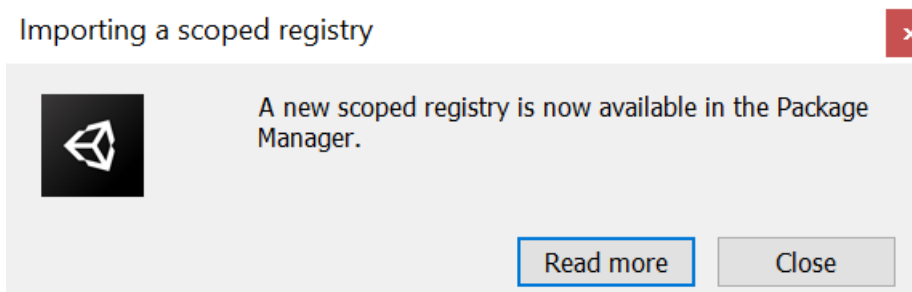 Importing a scoped registry
A new scoped registry is now available in the Package
Manager.
Read more
Close